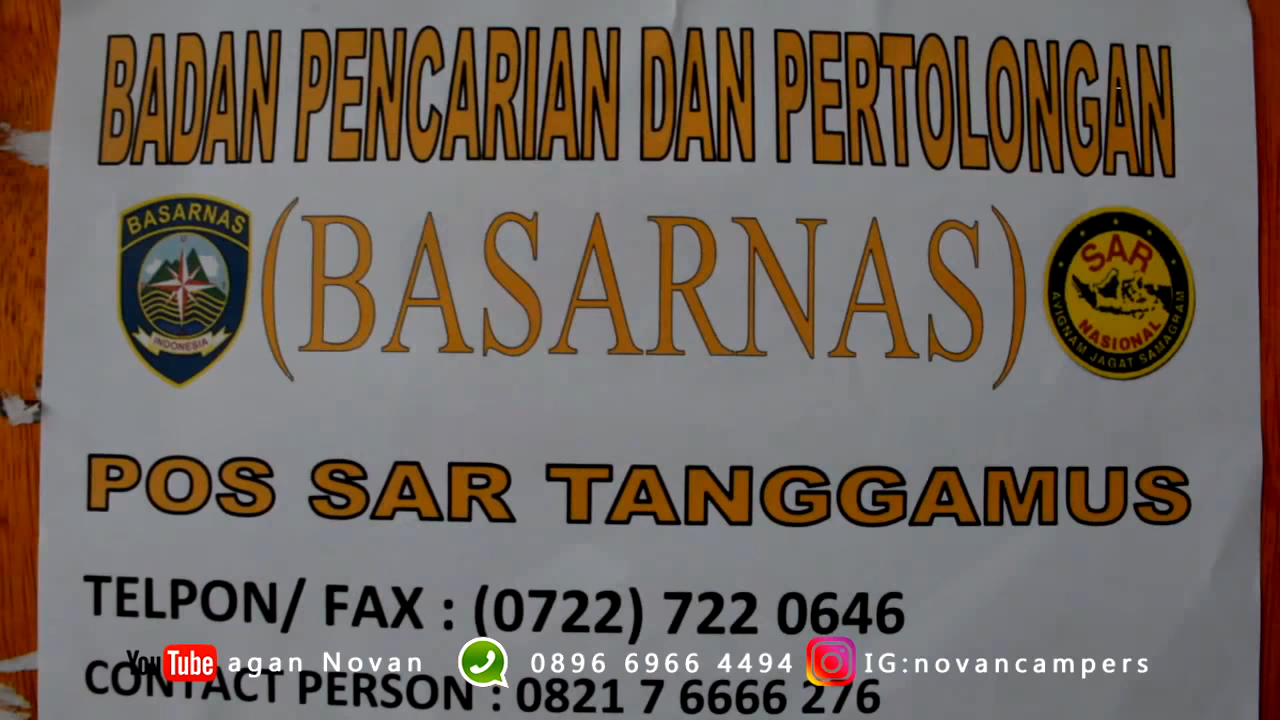 BADAN PENCARIAN DAN PERTOLONGAN
BASARNAS
INDONESIA
(BASARNAS)
SAR
NASIONAL
AVIGNAM JAGAT SAMAGRAM
POS SAR TANGGAMUS
TELPON/ FAX : (0722) 722 0646
YouTube agan Novan 0896 6966 4494 IG:novancampers
CONTACT PERSON : 0821 7 6666 276